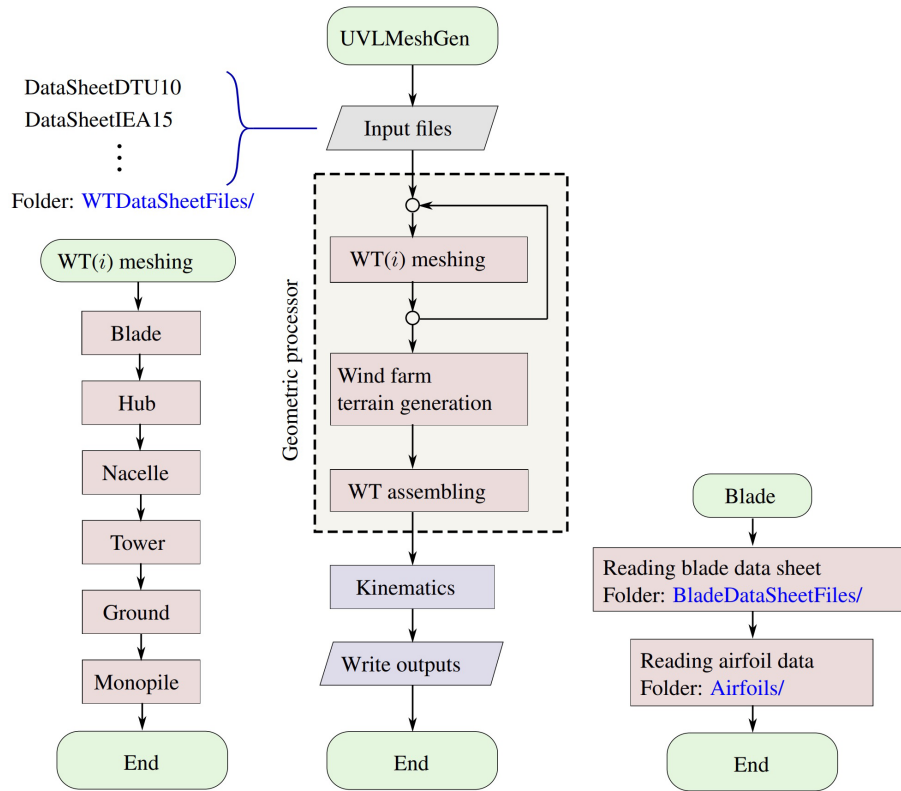 UVLMeshGen
DataSheetDTU10
DataSheetIEA15
Input files
Folder: WTDataSheetFiles/
WT(i) meshing
Blade
Hub
Nacelle
Tower
Ground
Monopile
End
Geometric processor
WT(i) meshing
Wind farm
terrain generation
WT assembling
Kinematics
Write outputs
End
Blade
Reading blade data sheet
Folder: BladeDataSheetFiles/
Reading airfoil data
Folder: Airfoils/
End